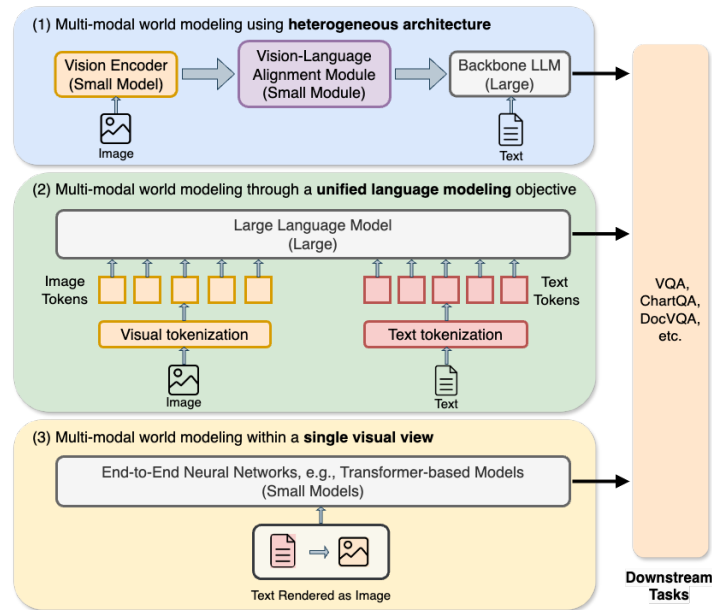 (1) Multi-modal world modeling using heterogeneous architecture
Vision Encoder
(Small Model)
Vision-Language
Alignment Module
(Small Module)
Backbone LLM
(Large)
Image
Text
(2) Multi-modal world modeling through a unified language modeling objective
Large Language Model
(Large)
Image
Tokens
Text
Tokens
Visual tokenization
Text tokenization
Image
Text
(3) Multi-modal world modeling within a single visual view
End-to-End Neural Networks, e.g., Transformer-based Models
(Small Models)
Text Rendered as Image
VQA,
ChartQA,
DocVQA,
etc.
Downstream
Tasks